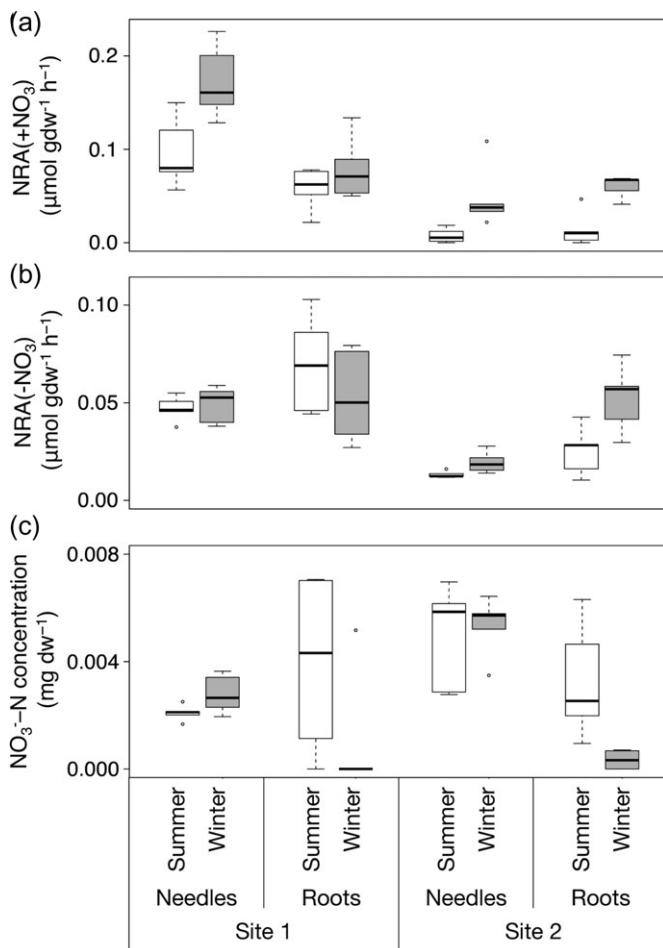 (a)
NRA(+NO₃)
(μmol gdw⁻¹ h⁻¹)
0.2
0.1
0.0
(b)
NRA(-NO₃)
(μmol gdw⁻¹ h⁻¹)
0.10
0.05
0.00
(c)
NO₃⁻–N concentration
(mg dw⁻¹)
0.008
0.004
0.000
Summer Winter Summer Winter Summer Winter Summer Winter
Needles Roots Needles Roots
Site 1 Site 2